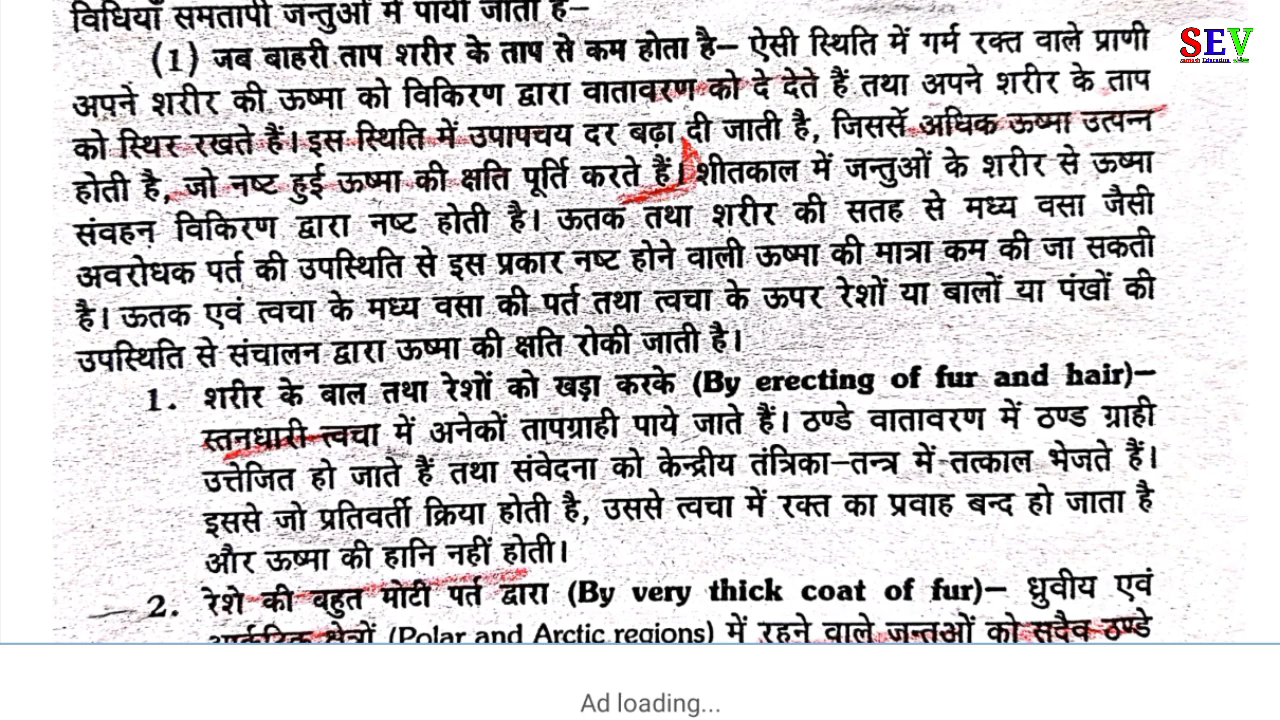 विधियाँ समतापी जन्तुओं में पायी जाती है–
SEV
(1) जब बाहरी ताप शरीर के ताप से कम होता है– ऐसी स्थिति में गर्म रक्त वाले प्राणी
अपने शरीर की ऊष्मा को विकिरण द्वारा वातावरण को दे देते हैं तथा अपने शरीर के ताप
को स्थिर रखते हैं। इस स्थिति में उपापचय दर बढ़ा दी जाती है, जिससे अधिक ऊष्मा उत्पन्न
होती है, जो नष्ट हुई ऊष्मा की क्षति पूर्ति करते हैं। शीतकाल में जन्तुओं के शरीर से ऊष्मा
संवहन विकिरण द्वारा नष्ट होती है। ऊतक तथा शरीर की सतह से मध्य वसा जैसी
अवरोधक पर्त की उपस्थिति से इस प्रकार नष्ट होने वाली ऊष्मा की मात्रा कम की जा सकती
है। ऊतक एवं त्वचा के मध्य वसा की पर्त तथा त्वचा के ऊपर रेशों या बालों या पंखों की
उपस्थिति से संचालन द्वारा ऊष्मा की क्षति रोकी जाती है।
1. शरीर के बाल तथा रेशों को खड़ा करके (By erecting of fur and hair)–
स्तनधारी त्वचा में अनेकों तापग्राही पाये जाते हैं। ठण्डे वातावरण में ठण्ड ग्राही
उत्तेजित हो जाते हैं तथा संवेदना को केन्द्रीय तंत्रिका–तन्त्र में तत्काल भेजते हैं।
इससे जो प्रतिवर्ती क्रिया होती है, उससे त्वचा में रक्त का प्रवाह बन्द हो जाता है
और ऊष्मा की हानि नहीं होती।
2. रेशे की बहुत मोटी पर्त द्वारा (By very thick coat of fur)– ध्रुवीय एवं
क्षेत्रों (Polar and Arctic regions) में रहने वाले जन्तुओं को सदैव ठण्डे
Ad loading...